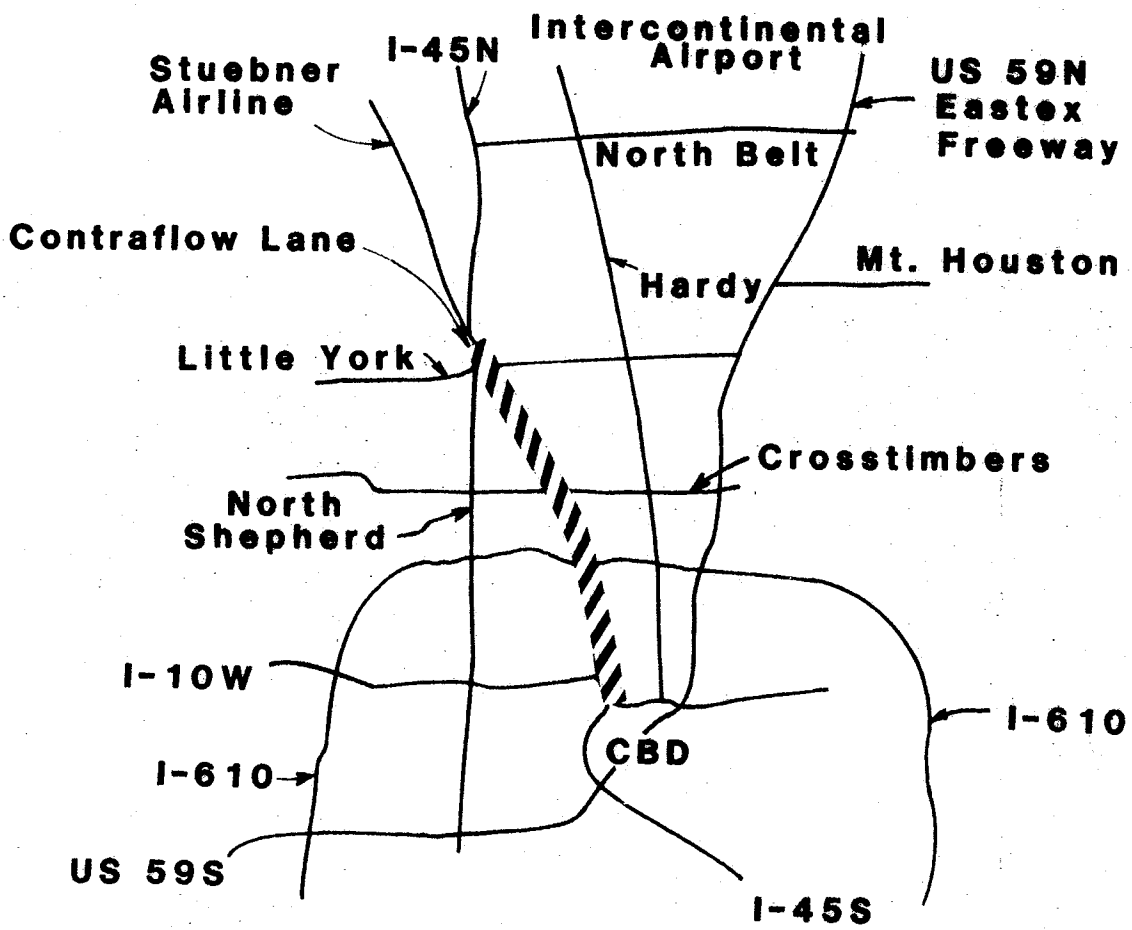 Intercontinental
Airport
I-45N
Stuebner
Airline
US 59N
Eastex
Freeway
North Belt
Contraflow Lane
Mt. Houston
Hardy
Little York
Crosstimbers
North
Shepherd
I-10W
I-610
CBD
I-610
US 59S
I-45S